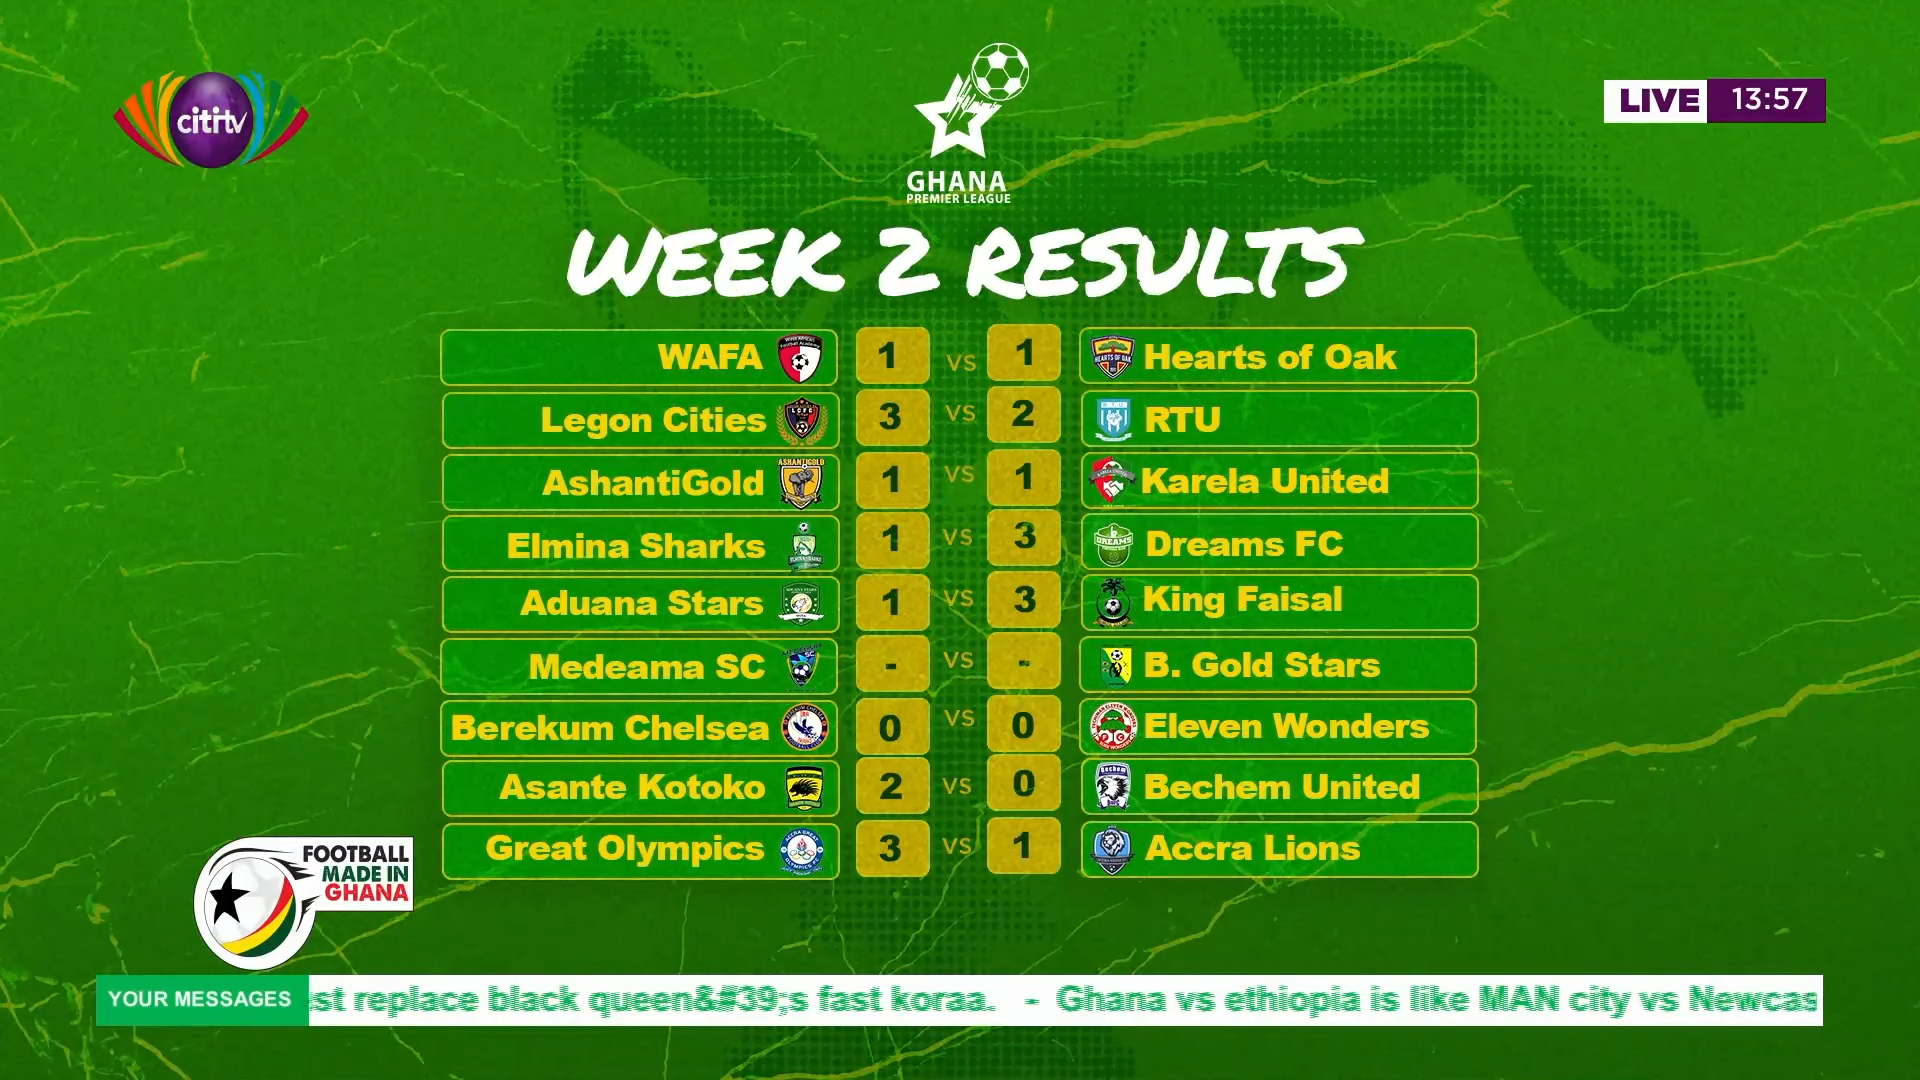 cititv
LIVE 13:57
GHANA
PREMIER LEAGUE
WEEK 2 RESULTS
WAFA 1 VS 1 Hearts of Oak
Legon Cities 3 VS 2 RTU
AshantiGold 1 VS 1 Karela United
Elmina Sharks 1 VS 3 Dreams FC
Aduana Stars 1 VS 3 King Faisal
Medeama SC - VS - B. Gold Stars
Berekum Chelsea 0 VS 0 Eleven Wonders
Asante Kotoko 2 VS 0 Bechem United
Great Olympics 3 VS 1 Accra Lions
FOOTBALL
MADE IN
GHANA
YOUR MESSAGES est replace black queen&#39;s fast koraa. - Ghana vs ethiopia is like MAN city vs Newcas